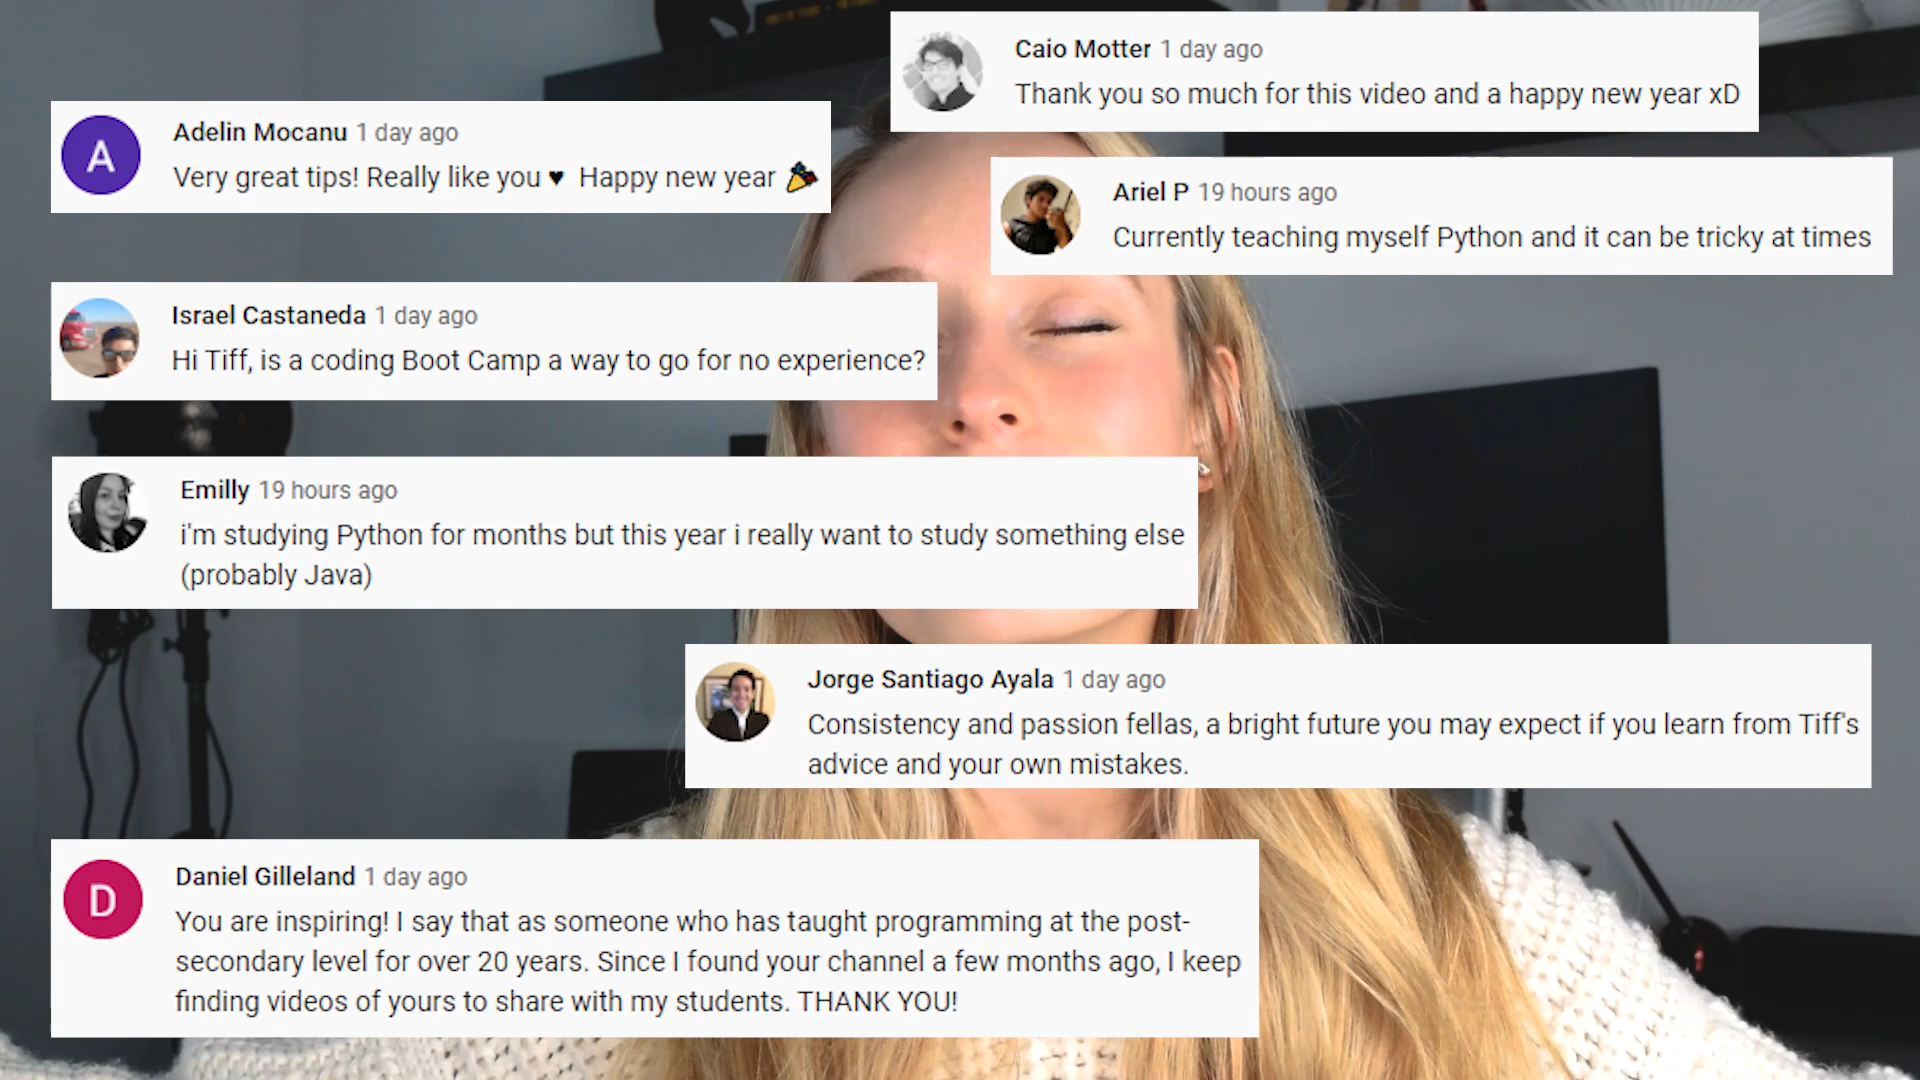 Caio Motter 1 day ago
Thank you so much for this video and a happy new year xD
Adelin Mocanu 1 day ago
A
Very great tips! Really like you ♥ Happy new year 🎉
Ariel P 19 hours ago
Currently teaching myself Python and it can be tricky at times
Israel Castaneda 1 day ago
Hi Tiff, is a coding Boot Camp a way to go for no experience?
Emilly 19 hours ago
i'm studying Python for months but this year i really want to study something else
(probably Java)
Jorge Santiago Ayala 1 day ago
Consistency and passion fellas, a bright future you may expect if you learn from Tiff's
advice and your own mistakes.
Daniel Gilleland 1 day ago
D
You are inspiring! I say that as someone who has taught programming at the post-
secondary level for over 20 years. Since I found your channel a few months ago, I keep
finding videos of yours to share with my students. THANK YOU!